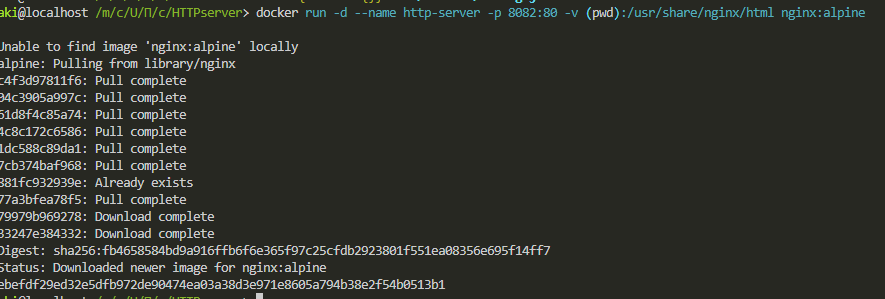 aki@localhost /m/c/U/П/c/HTTPserver> docker run -d --name http-server -p 8082:80 -v (pwd):/usr/share/nginx/html nginx:alpine
Unable to find image 'nginx:alpine' locally
alpine: Pulling from library/nginx
c4f3d97811f6: Pull complete
04c3905a997c: Pull complete
61d8f4c85a74: Pull complete
4c8c172c6586: Pull complete
1dc588c89da1: Pull complete
7cb374baf968: Pull complete
381fc932939e: Already exists
77a3bfea78f5: Pull complete
79979b969278: Download complete
33247e384332: Download complete
Digest: sha256:fb4658584bd9a916ffb6f6e365f97c25cfdb2923801f551ea08356e695f14ff7
Status: Downloaded newer image for nginx:alpine
ebefdf29ed32e5dfb972de90474ea03a38d3e971e8605a794b38e2f54b0513b1